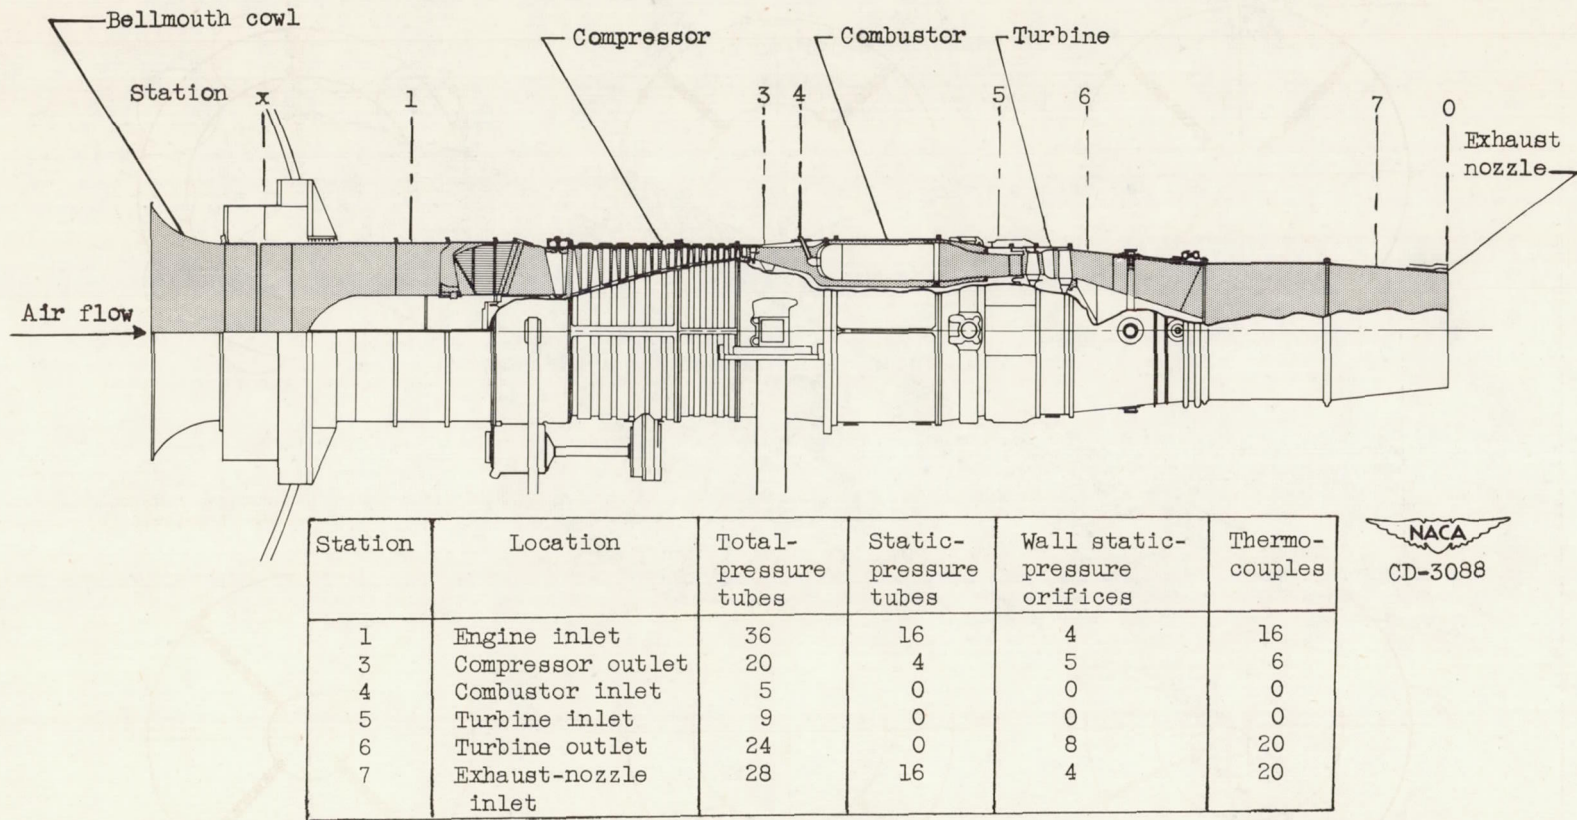 Bellmouth cowl
Compressor
Combustor
Turbine
Station x 1 3 4 5 6 7 0
Exhaust
nozzle
Air flow
Station Location Total- Static- Wall static- Thermo-
pressure pressure pressure couples
tubes tubes orifices
1 Engine inlet 36 16 4 16
3 Compressor outlet 20 4 5 6
4 Combustor inlet 5 0 0 0
5 Turbine inlet 9 0 0 0
6 Turbine outlet 24 0 8 20
7 Exhaust-nozzle 28 16 4 20
inlet
NACA
CD-3088